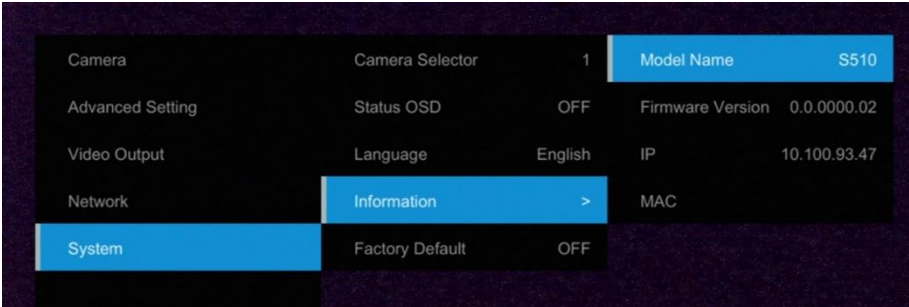 Camera
Advanced Setting
Video Output
Network
System
Camera Selector 1
Status OSD OFF
Language English
Information >
Factory Default OFF
Model Name S510
Firmware Version 0.0.0000.02
IP 10.100.93.47
MAC